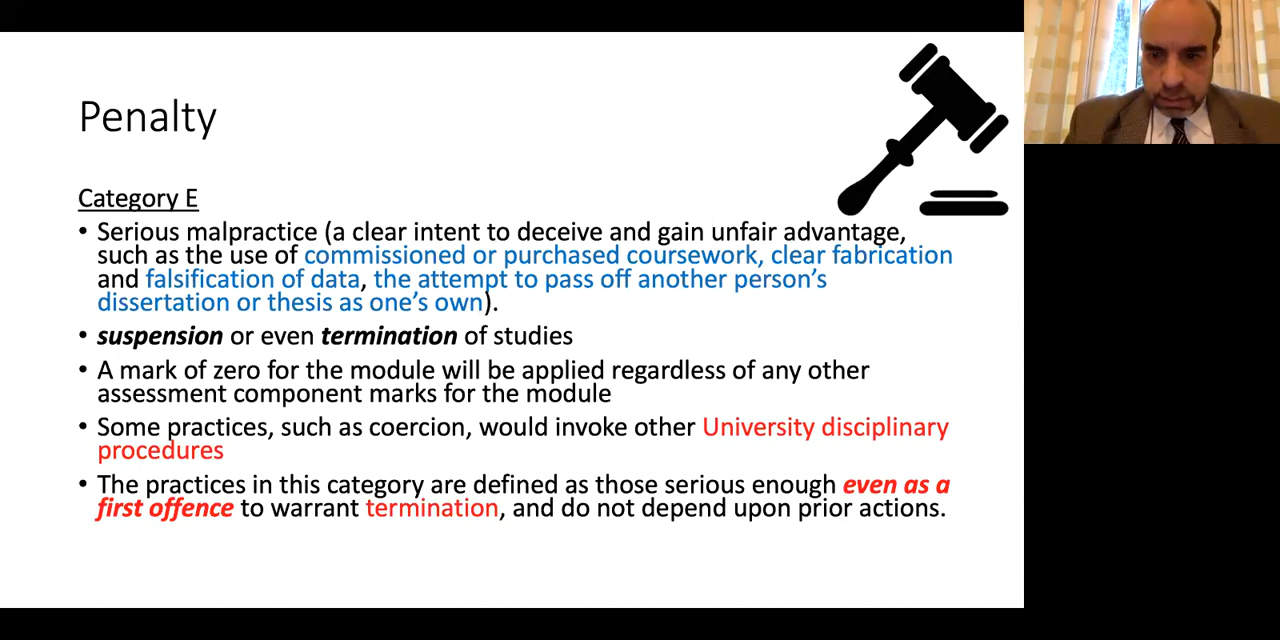 Penalty
Category E
• Serious malpractice (a clear intent to deceive and gain unfair advantage,
such as the use of commissioned or purchased coursework, clear fabrication
and falsification of data, the attempt to pass off another person's
dissertation or thesis as one's own).
• suspension or even termination of studies
• A mark of zero for the module will be applied regardless of any other
assessment component marks for the module
• Some practices, such as coercion, would invoke other University disciplinary
procedures
• The practices in this category are defined as those serious enough even as a
first offence to warrant termination, and do not depend upon prior actions.